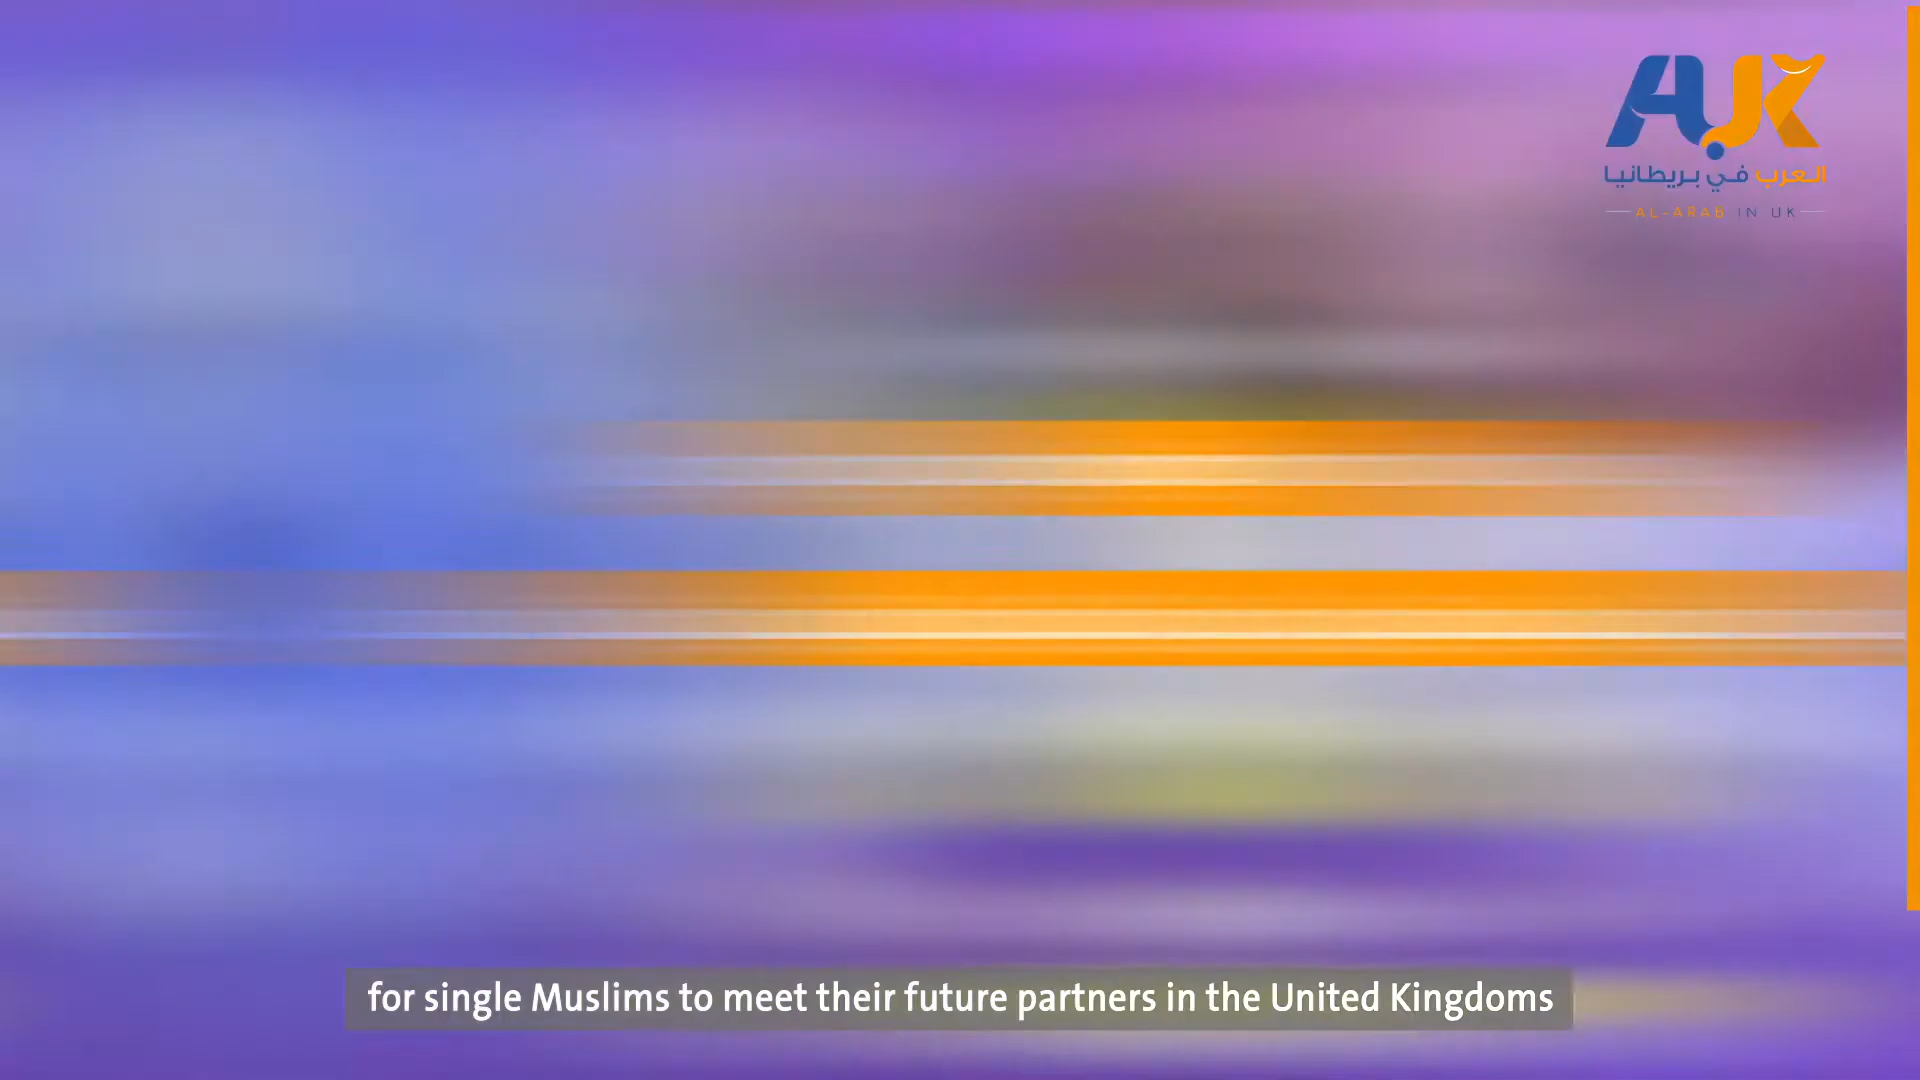 AUK
العرب في بريطانيا
AL-ARAB IN UK
for single Muslims to meet their future partners in the United Kingdoms